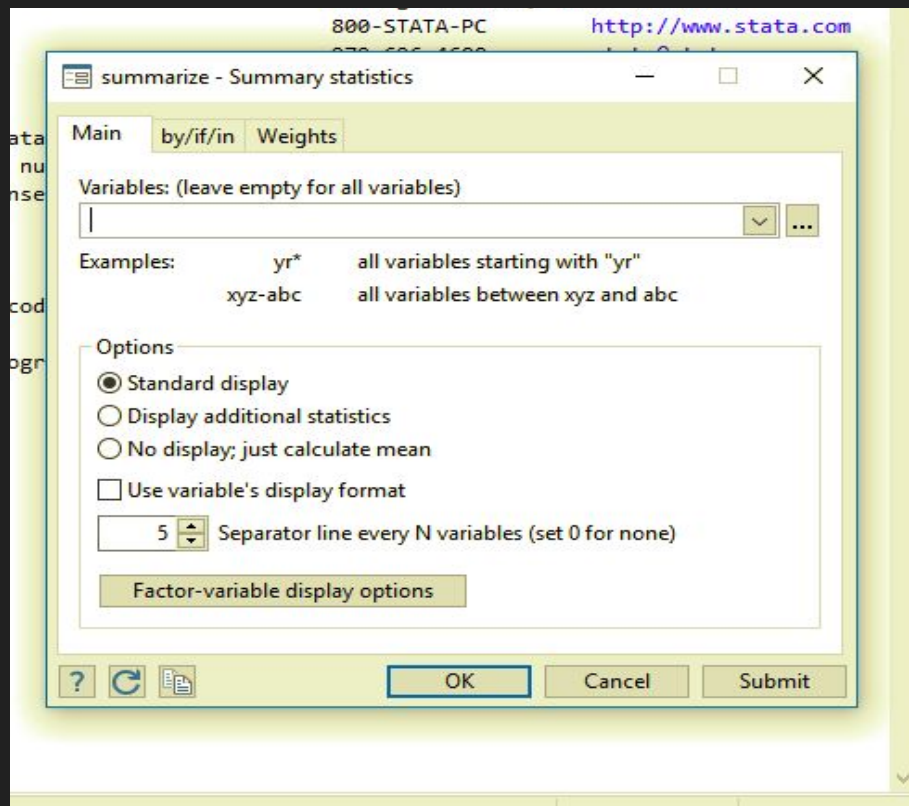 800-STATA-PC http://www.stata.com
summarize - Summary statistics
Main by/if/in Weights
Variables: (leave empty for all variables)
...
Examples: yr* all variables starting with "yr"
xyz-abc all variables between xyz and abc
Options
Standard display
Display additional statistics
No display; just calculate mean
Use variable's display format
5 Separator line every N variables (set 0 for none)
Factor-variable display options
? OK Cancel Submit